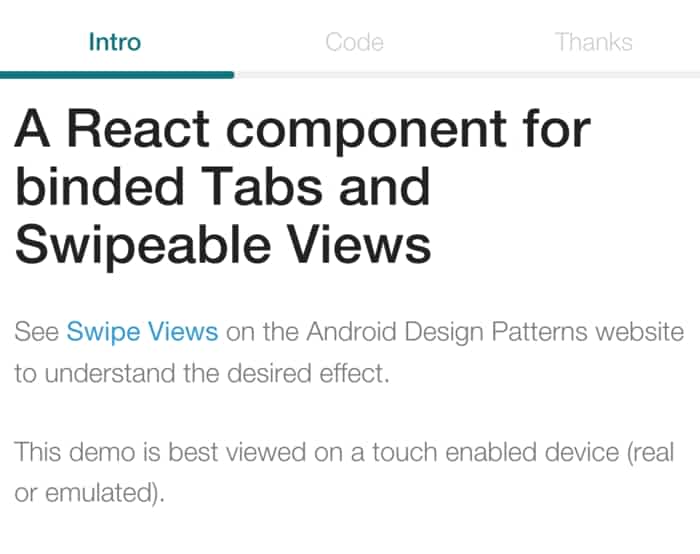 Intro Code Thanks
A React component for
binded Tabs and
Swipeable Views
See Swipe Views on the Android Design Patterns website
to understand the desired effect.
This demo is best viewed on a touch enabled device (real
or emulated).